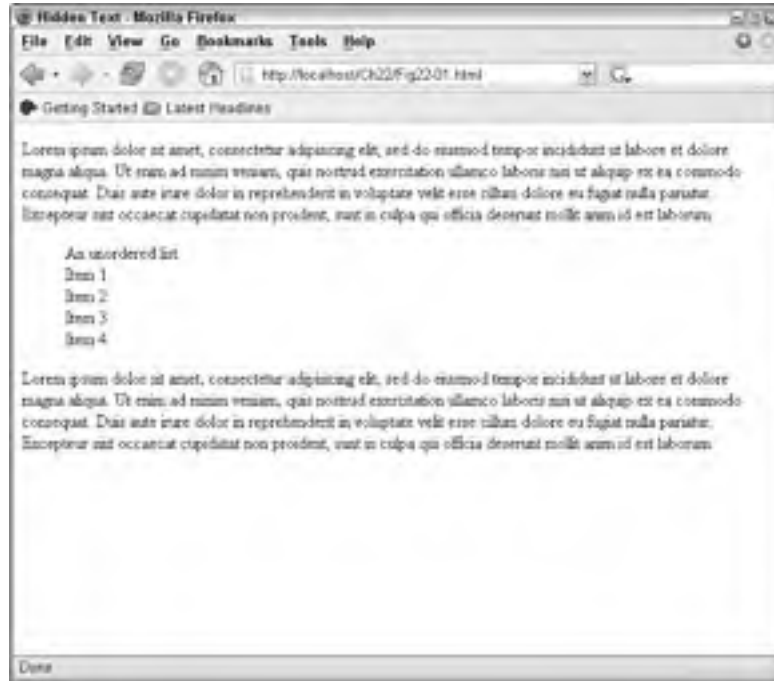 Hidden Text - Mozilla Firefox
File Edit View Go Bookmarks Tools Help
http://localhost/Ch22/Fig22-01.html
G
Getting Started Latest Headlines
Lorem ipsum dolor sit amet, consectetur adipisicing elit, sed do eiusmod tempor incididunt ut labore et dolore
magna aliqua. Ut enim ad minim veniam, quis nostrud exercitation ullamco laboris nisi ut aliquip ex ea commodo
consequat. Duis aute irure dolor in reprehenderit in voluptate velit esse cillum dolore eu fugiat nulla pariatur.
Excepteur sint occaecat cupidatat non proident, sunt in culpa qui officia deserunt mollit anim id est laborum
An unordered list
Item 1
Item 2
Item 3
Item 4
Lorem ipsum dolor sit amet, consectetur adipisicing elit, sed do eiusmod tempor incididunt ut labore et dolore
magna aliqua. Ut enim ad minim veniam, quis nostrud exercitation ullamco laboris nisi ut aliquip ex ea commodo
consequat. Duis aute irure dolor in reprehenderit in voluptate velit esse cillum dolore eu fugiat nulla pariatur.
Excepteur sint occaecat cupidatat non proident, sunt in culpa qui officia deserunt mollit anim id est laborum
Done